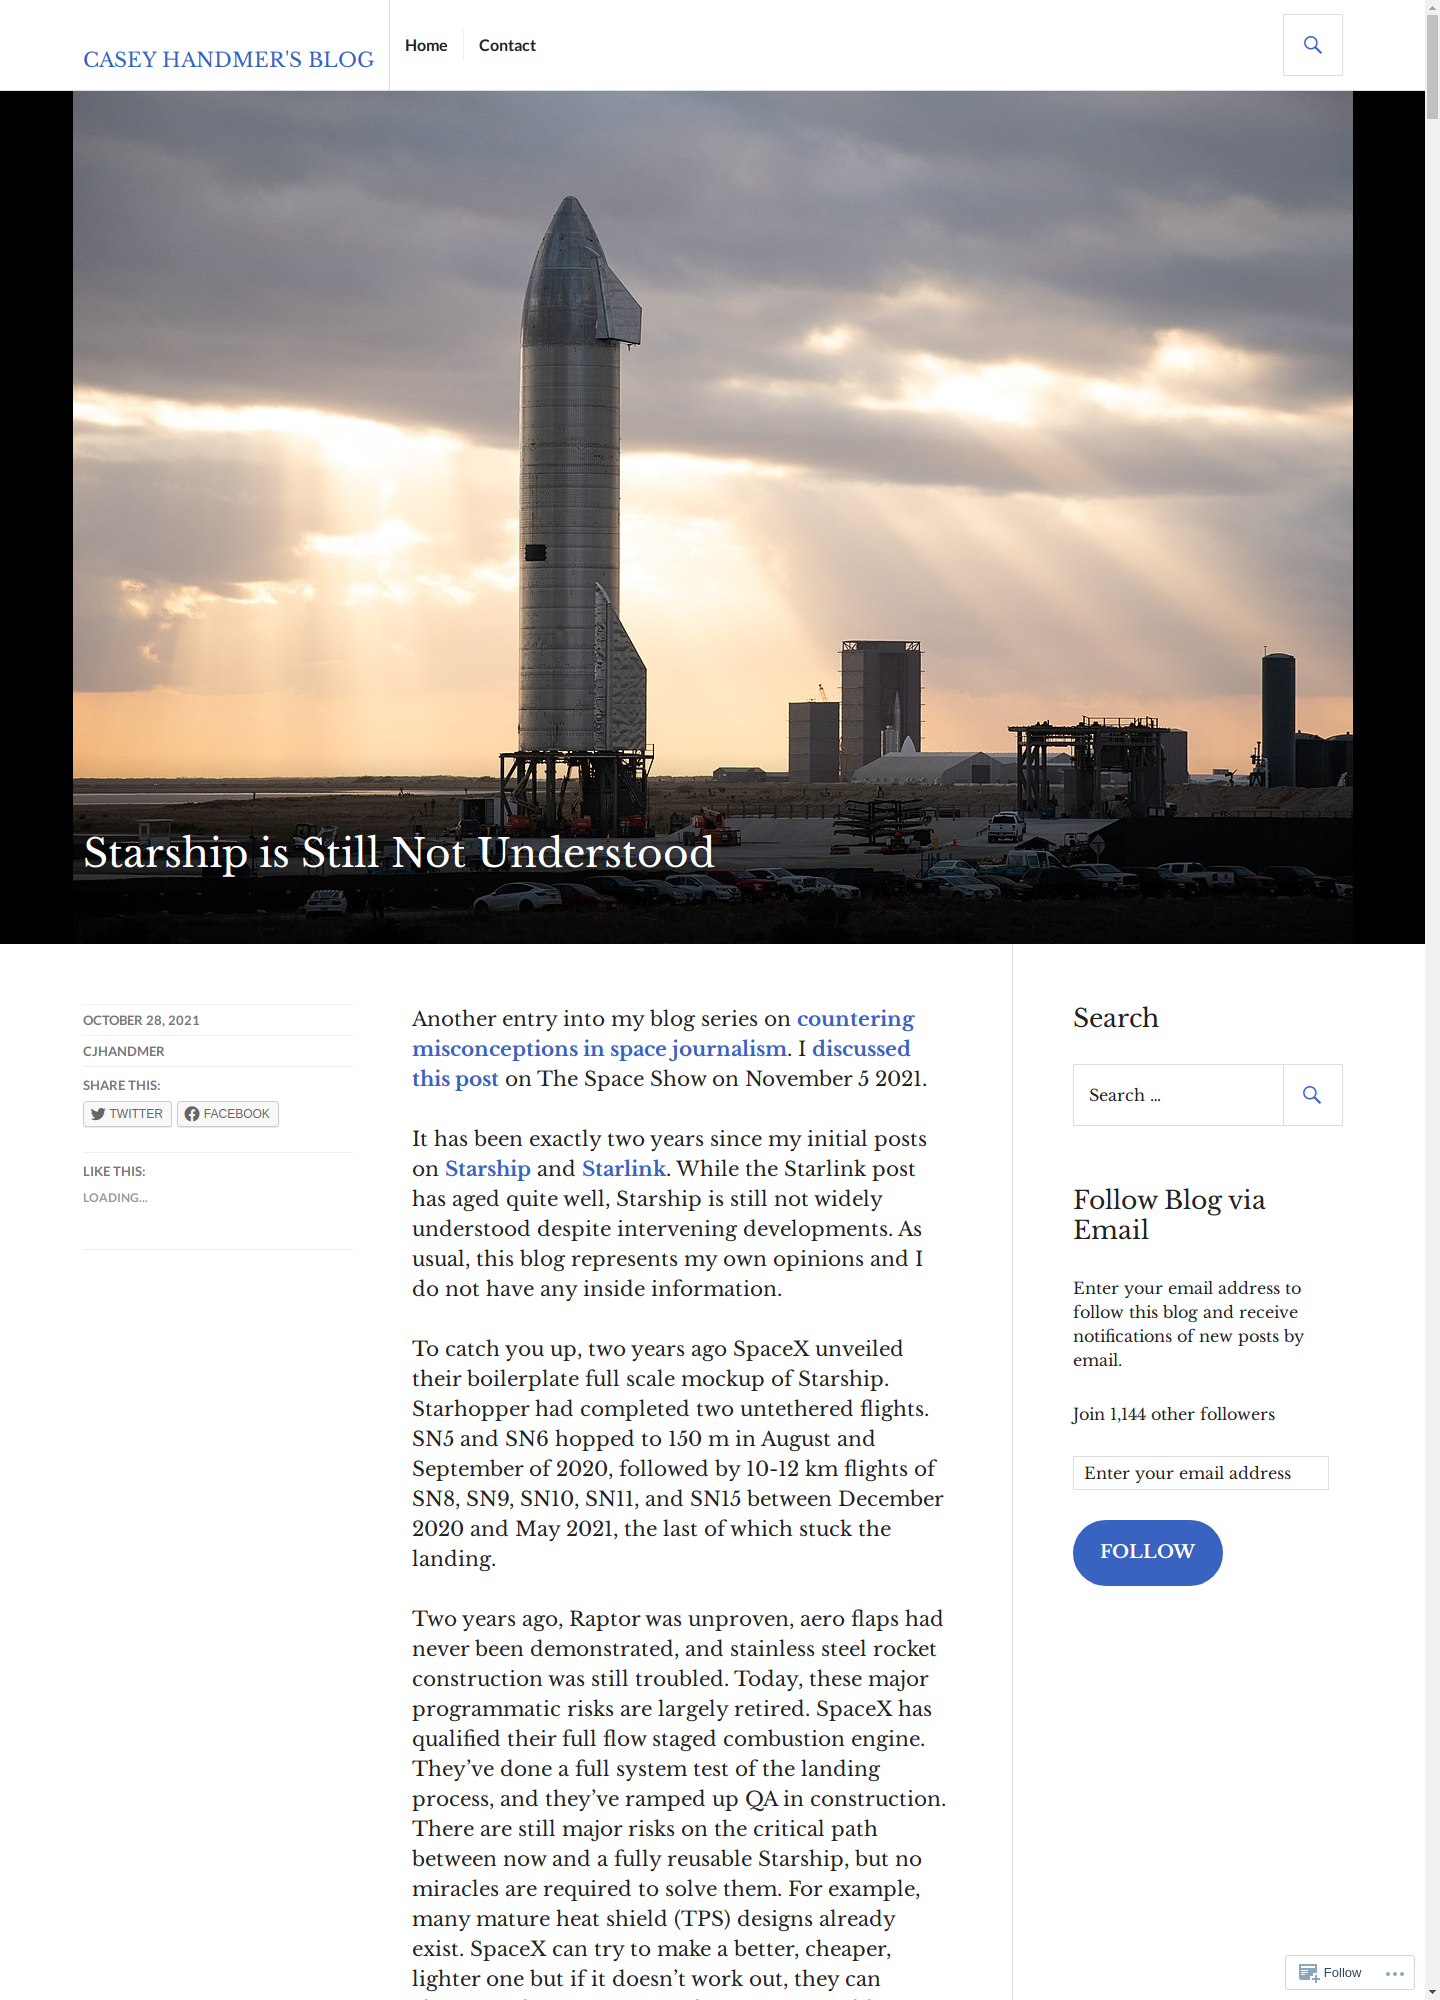 CASEY HANDMER'S BLOG
Home
Contact
Starship is Still Not Understood
OCTOBER 28, 2021
CJHANDMER
SHARE THIS:
TWITTER
FACEBOOK
LIKE THIS:
LOADING...
Another entry into my blog series on countering
misconceptions in space journalism. I discussed
this post on The Space Show on November 5 2021.
It has been exactly two years since my initial posts
on Starship and Starlink. While the Starlink post
has aged quite well, Starship is still not widely
understood despite intervening developments. As
usual, this blog represents my own opinions and I
do not have any inside information.
To catch you up, two years ago SpaceX unveiled
their boilerplate full scale mockup of Starship.
Starhopper had completed two untethered flights.
SN5 and SN6 hopped to 150 m in August and
September of 2020, followed by 10-12 km flights of
SN8, SN9, SN10, SN11, and SN15 between December
2020 and May 2021, the last of which stuck the
landing.
Two years ago, Raptor was unproven, aero flaps had
never been demonstrated, and stainless steel rocket
construction was still troubled. Today, these major
programmatic risks are largely retired. SpaceX has
qualified their full flow staged combustion engine.
They’ve done a full system test of the landing
process, and they’ve ramped up QA in construction.
There are still major risks on the critical path
between now and a fully reusable Starship, but no
miracles are required to solve them. For example,
many mature heat shield (TPS) designs already
exist. SpaceX can try to make a better, cheaper,
lighter one but if it doesn’t work out, they can
Search
Search …
Follow Blog via
Email
Enter your email address to
follow this blog and receive
notifications of new posts by
email.
Join 1,144 other followers
Enter your email address
FOLLOW
Follow